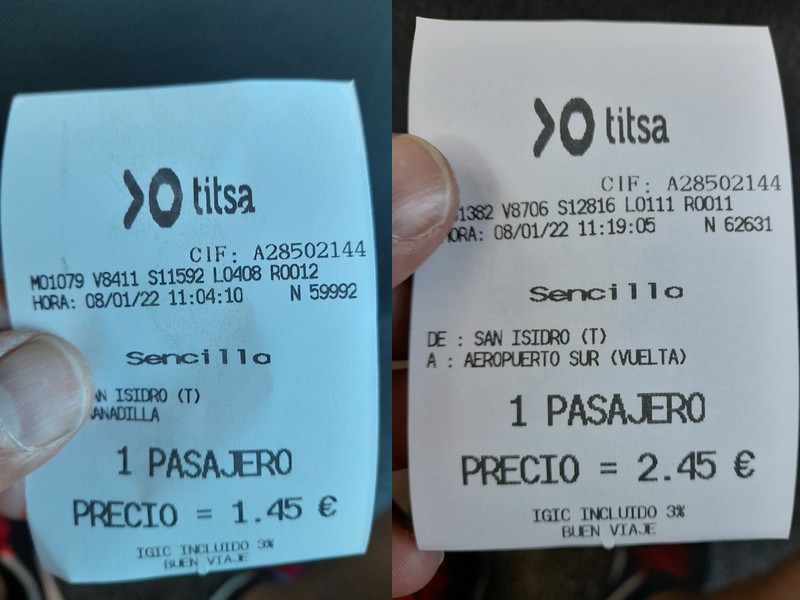 titsa
CIF: A28502144
M01079 V8411 S11592 L0408 R0012
HORA: 08/01/22 11:04:10 N 59992
Sencillo
ISIDRO (T)
1 PASAJERO
PRECIO = 1.45 €
IGIC INCLUIDO 3%
BUEN VIAJE
titsa
CIF: A28502144
V8706 S12816 L0111 R0011
08/01/22 11:19:05 N 62631
Sencillo
DE : SAN ISIDRO (T)
A : AEROPUERTO SUR (VUELTA)
1 PASAJERO
PRECIO = 2.45 €
IGIC INCLUIDO 3%
BUEN VIAJE